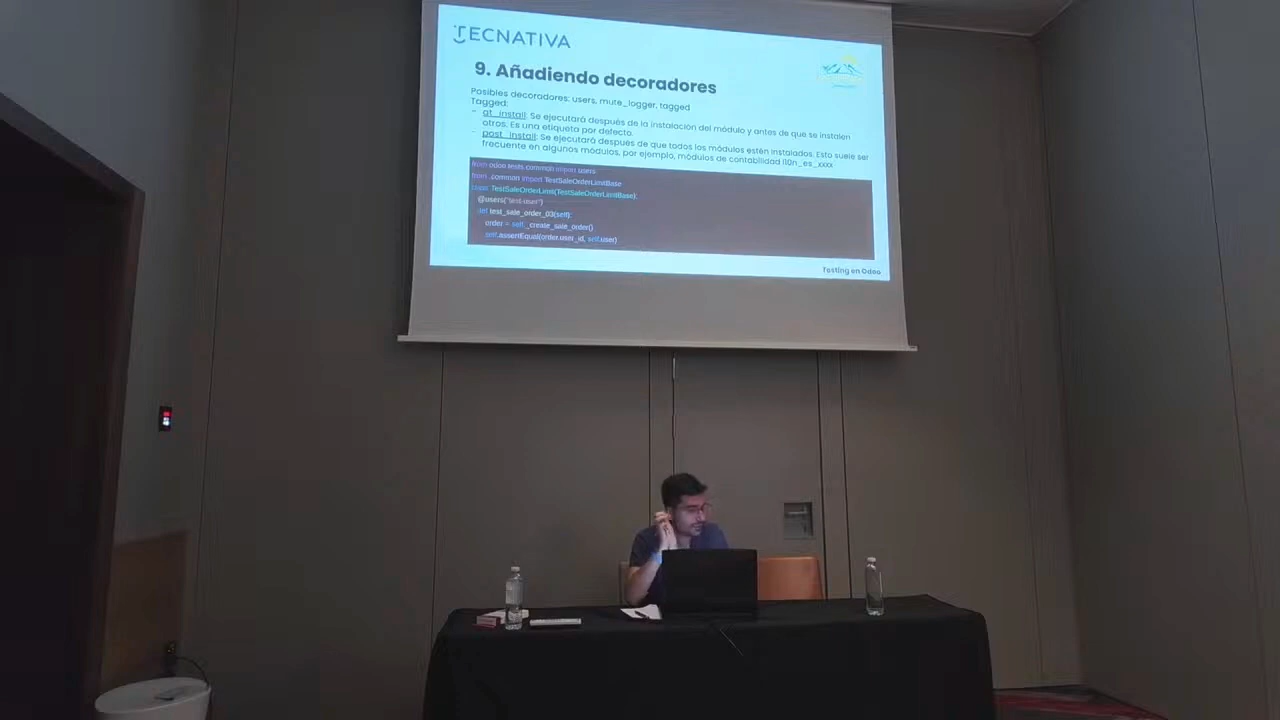 TECNATIVA
9. Añadiendo decoradores
Posibles decoradores: users, mute_logger, tagged
Tagged:
- at_install: Se ejecutará después de la instalación del módulo y antes de que se instalen
otros. Es una etiqueta por defecto.
- post_install: Se ejecutará después de que todos los módulos estén instalados. Esto suele ser
frecuente en algunos módulos, por ejemplo, módulos de contabilidad l10n_es_xxxx
from odoo.tests.common import users
from .common import TestSaleOrderLimitBase
class TestSaleOrderLimit(TestSaleOrderLimitBase):
@users("test-user")
def test_sale_order_03(self):
order = self._create_sale_order()
self.assertEqual(order.user_id, self.user)
Testing en Odoo